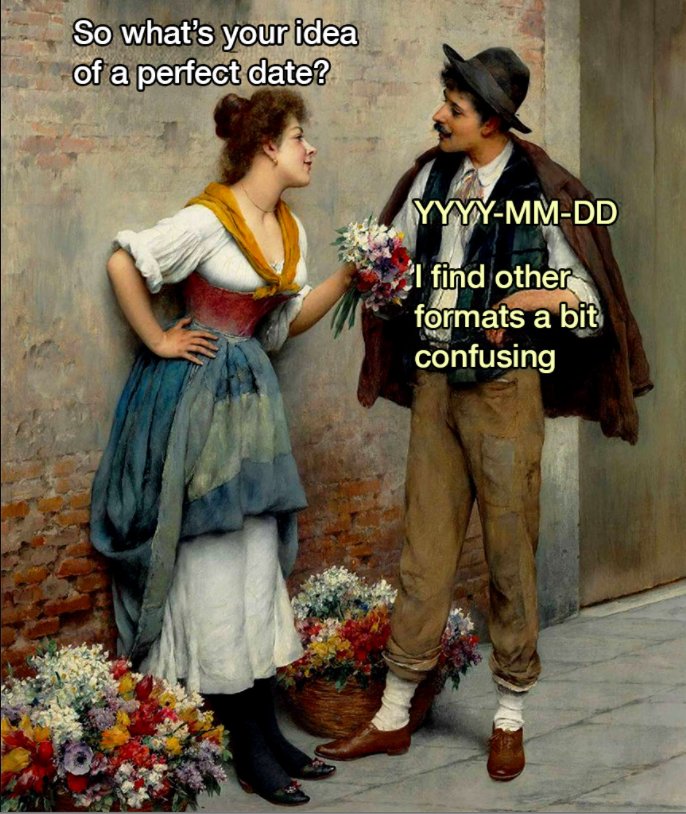 So what's your idea
of a perfect date?
YYYY-MM-DD
I find other
formats a bit
confusing